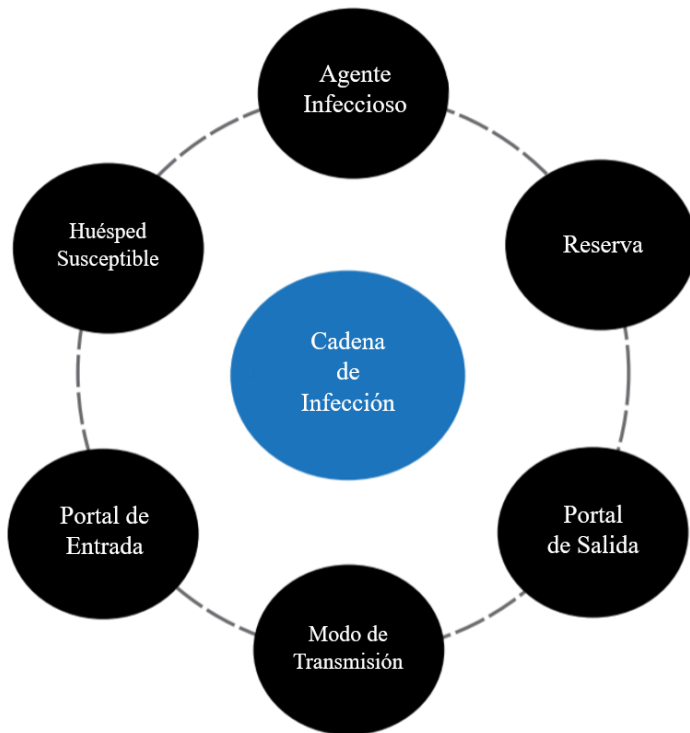 Agente
Infeccioso
Reserva
Portal
de Salida
Modo de
Transmisión
Portal de
Entrada
Huésped
Susceptible
Cadena
de
Infección